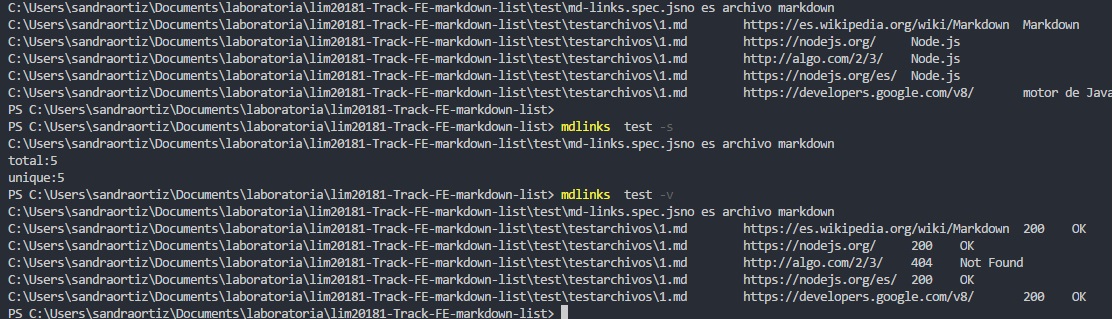 C:\Users\sandraortiz\Documents\laboratoria\lim20181-Track-FE-markdown-list\test\md-links.spec.jsno es archivo markdown
C:\Users\sandraortiz\Documents\laboratoria\lim20181-Track-FE-markdown-list\test\testarchivos\1.md https://es.wikipedia.org/wiki/Markdown Markdown
C:\Users\sandraortiz\Documents\laboratoria\lim20181-Track-FE-markdown-list\test\testarchivos\1.md https://nodejs.org/ Node.js
C:\Users\sandraortiz\Documents\laboratoria\lim20181-Track-FE-markdown-list\test\testarchivos\1.md http://algo.com/2/3/ Node.js
C:\Users\sandraortiz\Documents\laboratoria\lim20181-Track-FE-markdown-list\test\testarchivos\1.md https://nodejs.org/es/ Node.js
C:\Users\sandraortiz\Documents\laboratoria\lim20181-Track-FE-markdown-list\test\testarchivos\1.md https://developers.google.com/v8/ motor de Java
PS C:\Users\sandraortiz\Documents\laboratoria\lim20181-Track-FE-markdown-list>
PS C:\Users\sandraortiz\Documents\laboratoria\lim20181-Track-FE-markdown-list> mdlinks test -s
C:\Users\sandraortiz\Documents\laboratoria\lim20181-Track-FE-markdown-list\test\md-links.spec.jsno es archivo markdown
total:5
unique:5
PS C:\Users\sandraortiz\Documents\laboratoria\lim20181-Track-FE-markdown-list> mdlinks test -v
C:\Users\sandraortiz\Documents\laboratoria\lim20181-Track-FE-markdown-list\test\md-links.spec.jsno es archivo markdown
C:\Users\sandraortiz\Documents\laboratoria\lim20181-Track-FE-markdown-list\test\testarchivos\1.md https://es.wikipedia.org/wiki/Markdown 200 OK
C:\Users\sandraortiz\Documents\laboratoria\lim20181-Track-FE-markdown-list\test\testarchivos\1.md https://nodejs.org/ 200 OK
C:\Users\sandraortiz\Documents\laboratoria\lim20181-Track-FE-markdown-list\test\testarchivos\1.md http://algo.com/2/3/ 404 Not Found
C:\Users\sandraortiz\Documents\laboratoria\lim20181-Track-FE-markdown-list\test\testarchivos\1.md https://nodejs.org/es/ 200 OK
C:\Users\sandraortiz\Documents\laboratoria\lim20181-Track-FE-markdown-list\test\testarchivos\1.md https://developers.google.com/v8/ 200 OK
PS C:\Users\sandraortiz\Documents\laboratoria\lim20181-Track-FE-markdown-list>